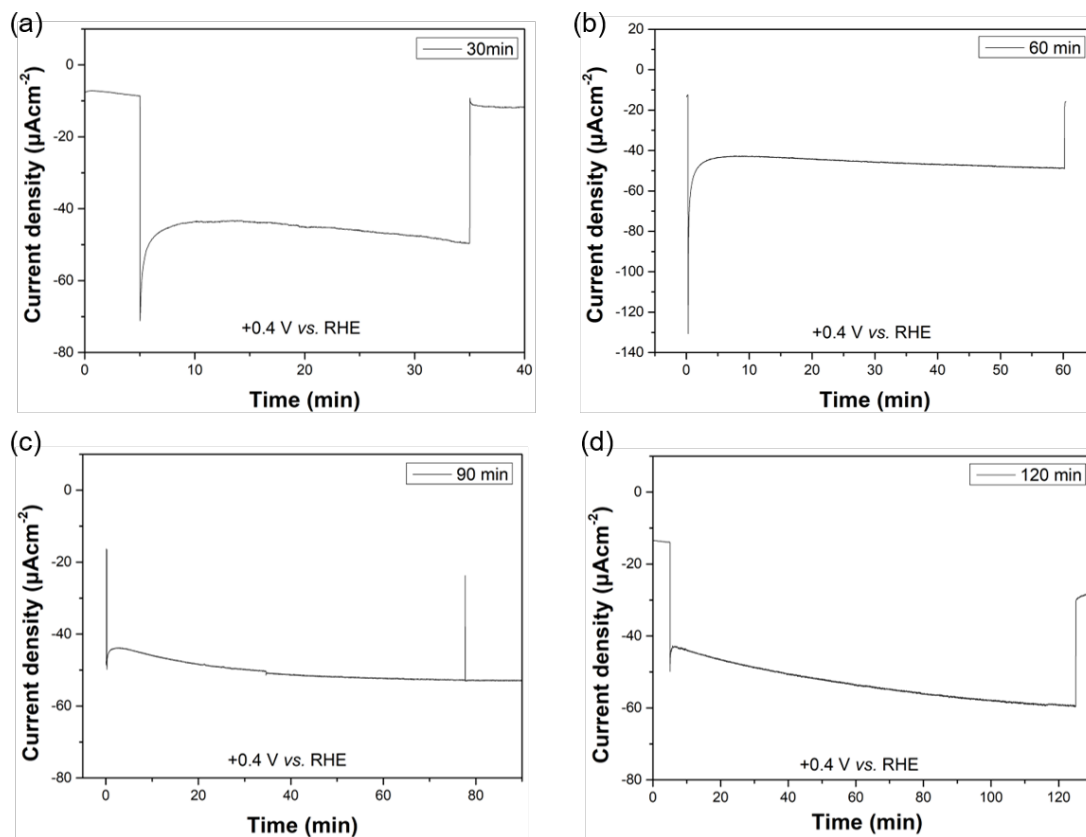 (a)
30min
0
-20
-40
-60
-80
Current density (µAcm⁻²)
+0.4 V vs. RHE
0 10 20 30 40
Time (min)
(b)
60 min
20
0
-20
-40
-60
-80
-100
-120
-140
Current density (µAcm⁻²)
+0.4 V vs. RHE
0 10 20 30 40 50 60
Time (min)
(c)
90 min
0
-20
-40
-60
-80
Current density (µAcm⁻²)
+0.4 V vs. RHE
0 20 40 60 80
Time (min)
(d)
120 min
0
-20
-40
-60
-80
Current density (µAcm⁻²)
+0.4 V vs. RHE
0 20 40 60 80 100 120
Time (min)